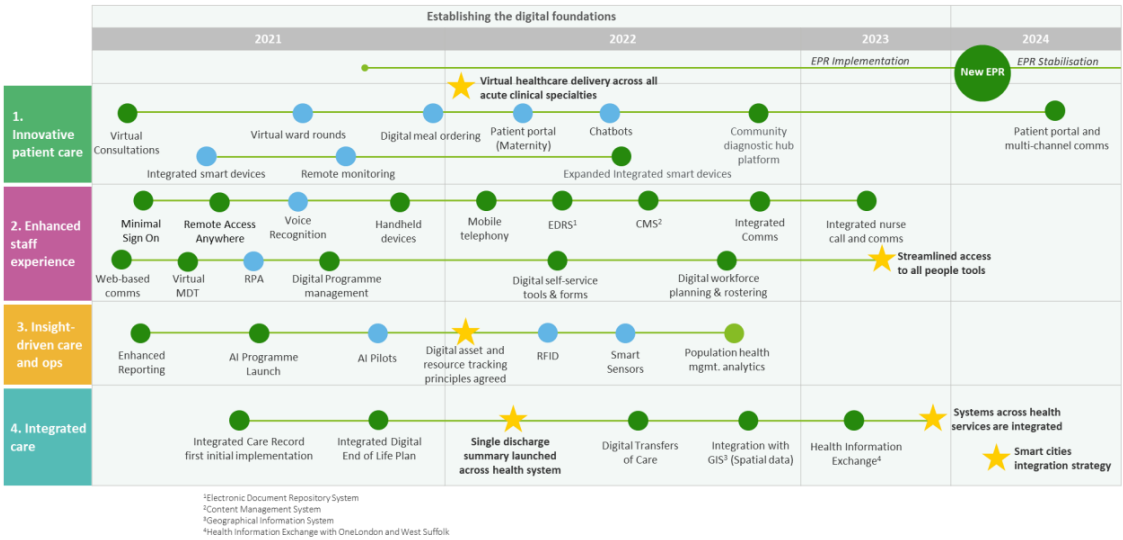 Establishing the digital foundations
2021
2022
2023
2024
EPR Implementation
New EPR
EPR Stabilisation
Virtual healthcare delivery across all
acute clinical specialties
1.
Innovative
patient care
Virtual
Consultations
Virtual ward rounds
Digital meal ordering
Patient portal
(Maternity)
Chatbots
Community
diagnostic hub
platform
Patient portal and
multi-channel comms
Integrated smart devices
Remote monitoring
Expanded Integrated smart devices
2. Enhanced
staff
experience
Minimal
Sign On
Remote Access
Anywhere
Voice
Recognition
Handheld
devices
Mobile
telephony
EDRS¹
CMS²
Integrated
Comms
Integrated nurse
call and comms
Web-based
comms
Virtual
MDT
RPA
Digital Programme
management
Digital self-service
tools & forms
Digital workforce
planning & rostering
Streamlined access
to all people tools
3. Insight-
driven care
and ops
Enhanced
Reporting
AI Programme
Launch
AI Pilots
Digital asset and
resource tracking
principles agreed
RFID
Smart
Sensors
Population health
mgmt. analytics
4. Integrated
care
Integrated Care Record
first initial implementation
Integrated Digital
End of Life Plan
Single discharge
summary launched
across health system
Digital Transfers
of Care
Integration with
GIS³ (Spatial data)
Health Information
Exchange⁴
Systems across health
services are integrated
Smart cities
integration strategy
¹Electronic Document Repository System
²Content Management System
³Geographical Information System
⁴Health Information Exchange with OneLondon and West Suffolk